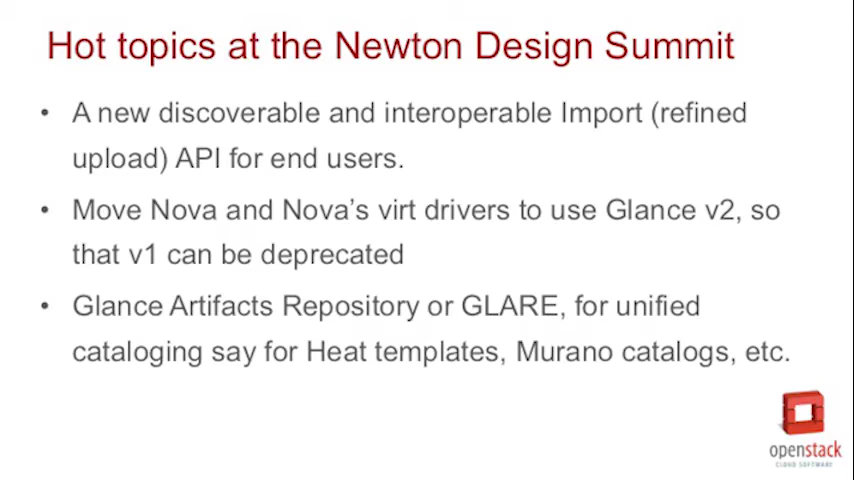 Hot topics at the Newton Design Summit
• A new discoverable and interoperable Import (refined
upload) API for end users.
• Move Nova and Nova's virt drivers to use Glance v2, so
that v1 can be deprecated
• Glance Artifacts Repository or GLARE, for unified
cataloging say for Heat templates, Murano catalogs, etc.
openstack
CLOUD SOFTWARE